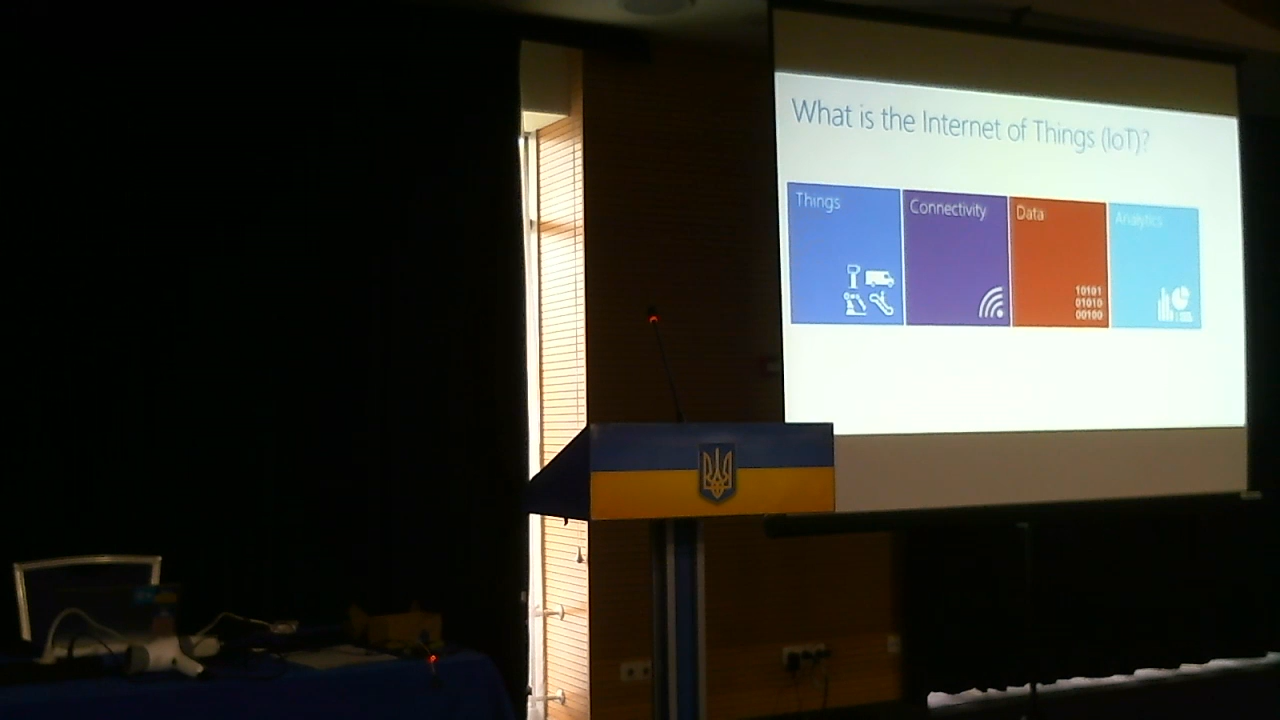 What is the Internet of Things (IoT)?
Things
Connectivity
Data
Analytics
10101
01010
00100